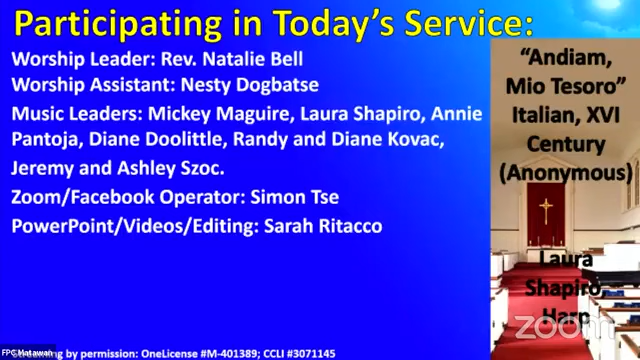 Participating in Today's Service:
Worship Leader: Rev. Natalie Bell
Worship Assistant: Nesty Dogbatse
Music Leaders: Mickey Maguire, Laura Shapiro, Annie
Pantoja, Diane Doolittle, Randy and Diane Kovac,
Jeremy and Ashley Szoc.
Zoom/Facebook Operator: Simon Tse
PowerPoint/Videos/Editing: Sarah Ritacco
"Andiam,
Mio Tesoro"
Italian, XVI
Century
(Anonymous)
Laura
Shapiro,
Harp
zoom
FPC Matawan
by permission: OneLicense #M-401389; CCLI #3071145